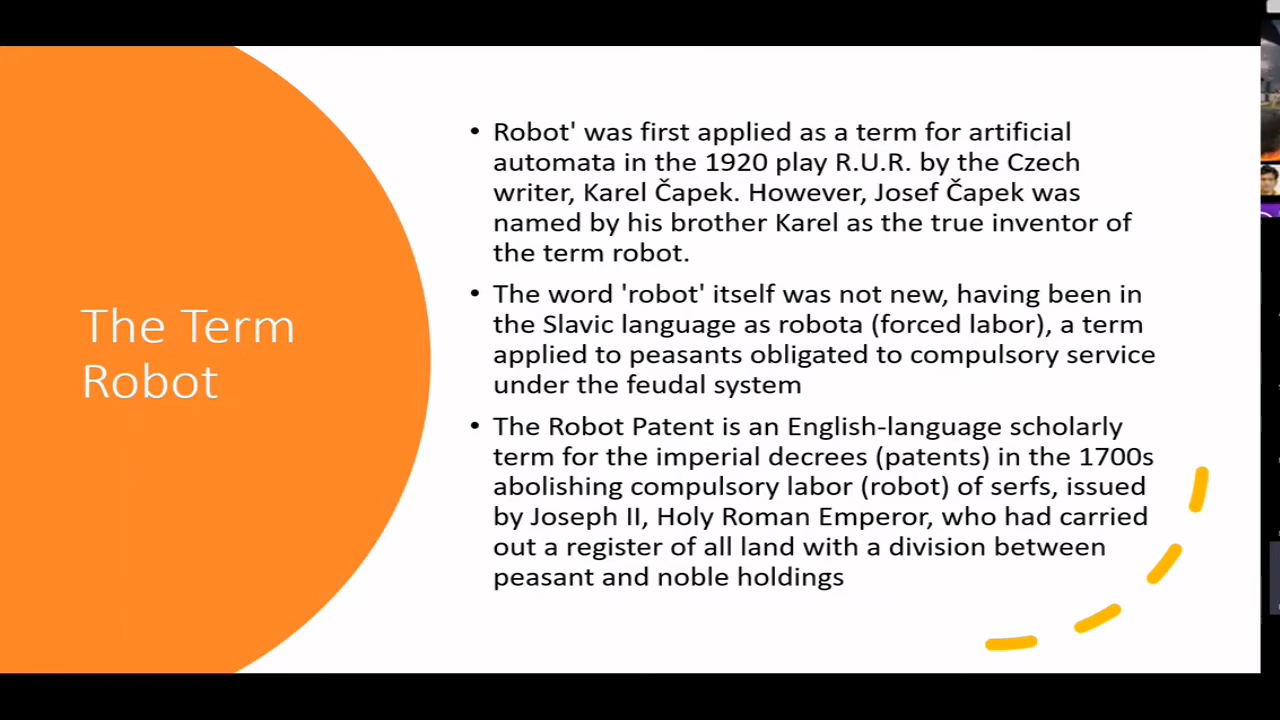 The Term
Robot
• Robot' was first applied as a term for artificial
automata in the 1920 play R.U.R. by the Czech
writer, Karel Čapek. However, Josef Čapek was
named by his brother Karel as the true inventor of
the term robot.
• The word 'robot' itself was not new, having been in
the Slavic language as robota (forced labor), a term
applied to peasants obligated to compulsory service
under the feudal system
• The Robot Patent is an English-language scholarly
term for the imperial decrees (patents) in the 1700s
abolishing compulsory labor (robot) of serfs, issued
by Joseph II, Holy Roman Emperor, who had carried
out a register of all land with a division between
peasant and noble holdings